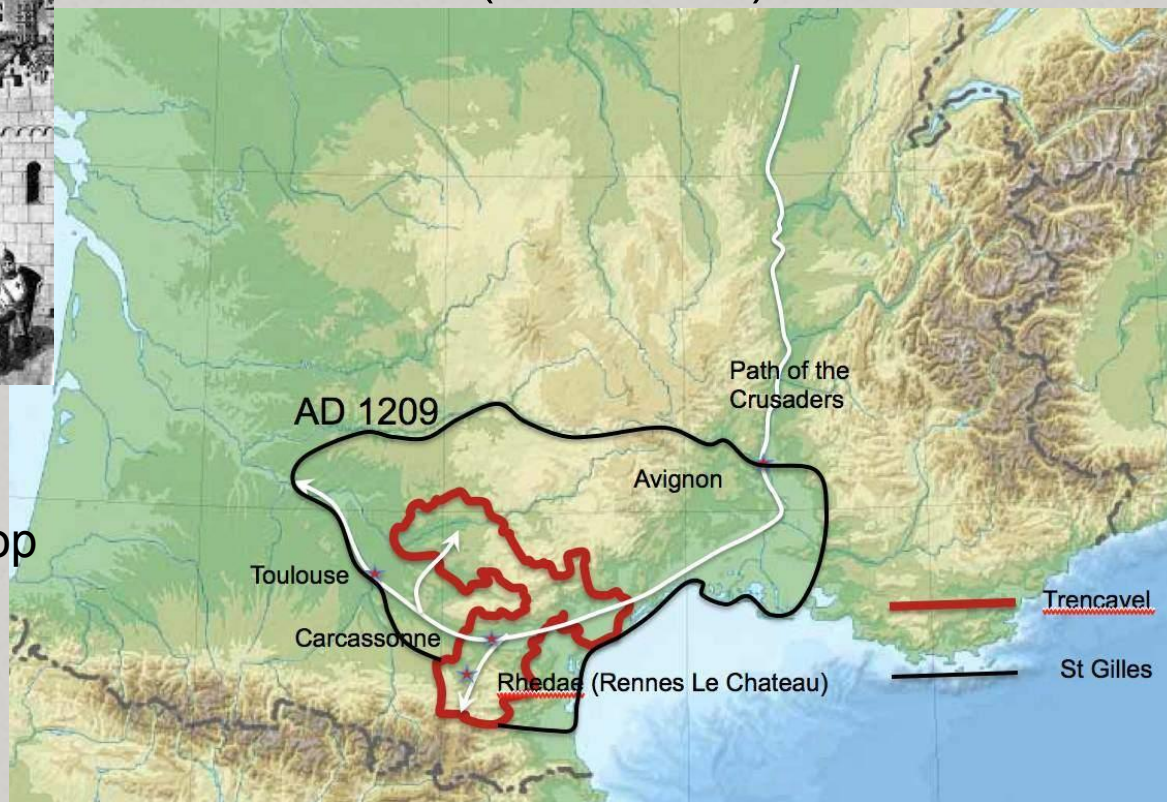 Path of the
Crusaders
AD 1209
Avignon
Toulouse
Trencavel
Carcassonne
St Gilles
Rhedae (Rennes Le Chateau)